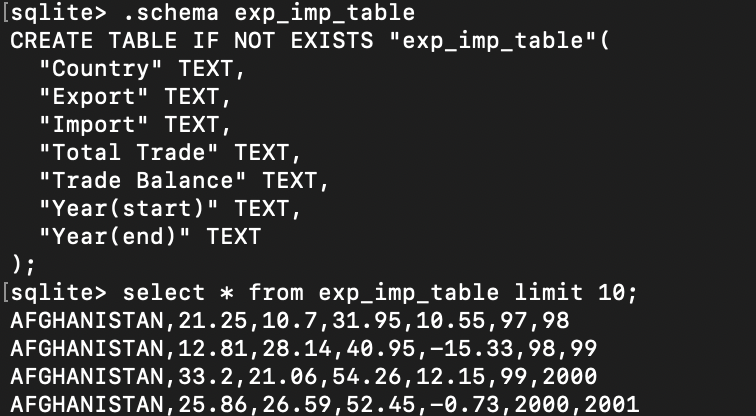 [sqlite> .schema exp_imp_table
CREATE TABLE IF NOT EXISTS "exp_imp_table"(
"Country" TEXT,
"Export" TEXT,
"Import" TEXT,
"Total Trade" TEXT,
"Trade Balance" TEXT,
"Year(start)" TEXT,
"Year(end)" TEXT
);
[sqlite> select * from exp_imp_table limit 10;
AFGHANISTAN,21.25,10.7,31.95,10.55,97,98
AFGHANISTAN,12.81,28.14,40.95,-15.33,98,99
AFGHANISTAN,33.2,21.06,54.26,12.15,99,2000
AFGHANISTAN,25.86,26.59,52.45,-0.73,2000,2001